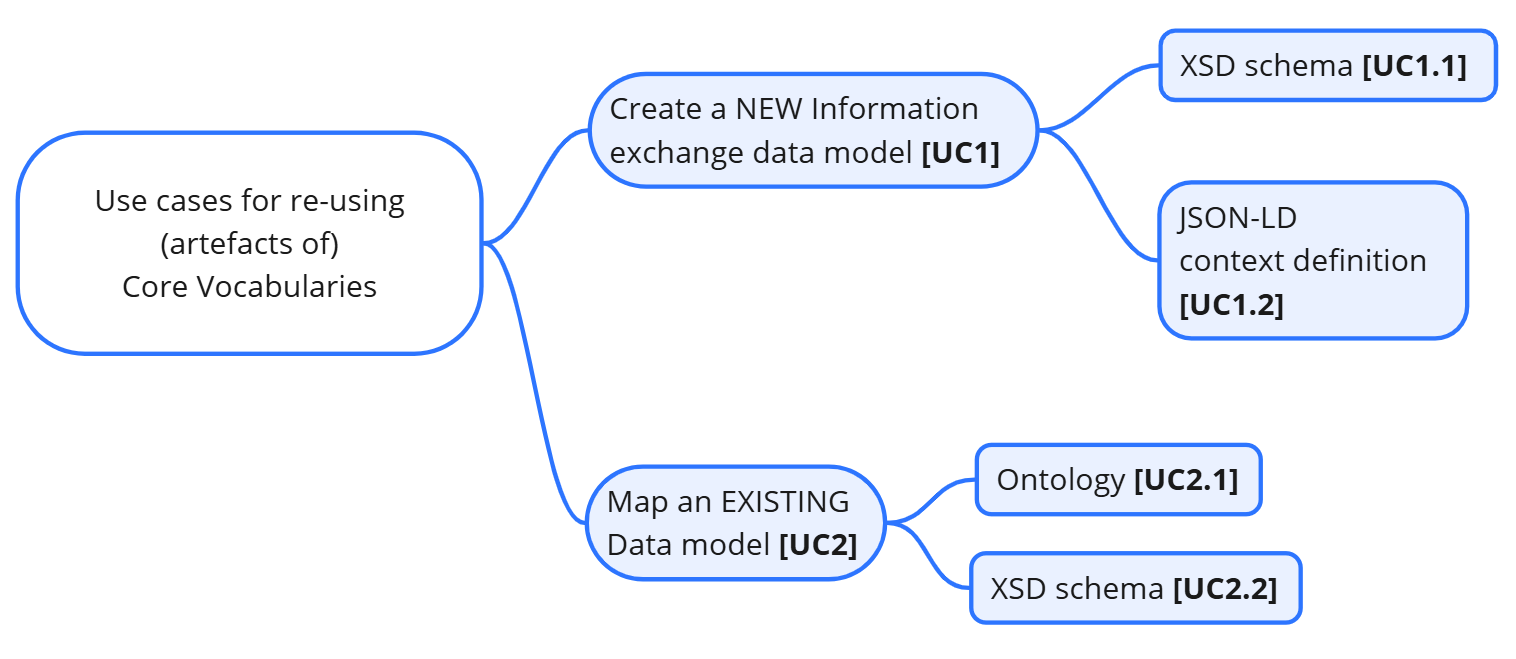 Use cases for re-using
(artefacts of)
Core Vocabularies
Create a NEW Information
exchange data model [UC1]
XSD schema [UC1.1]
JSON-LD
context definition
[UC1.2]
Map an EXISTING
Data model [UC2]
Ontology [UC2.1]
XSD schema [UC2.2]